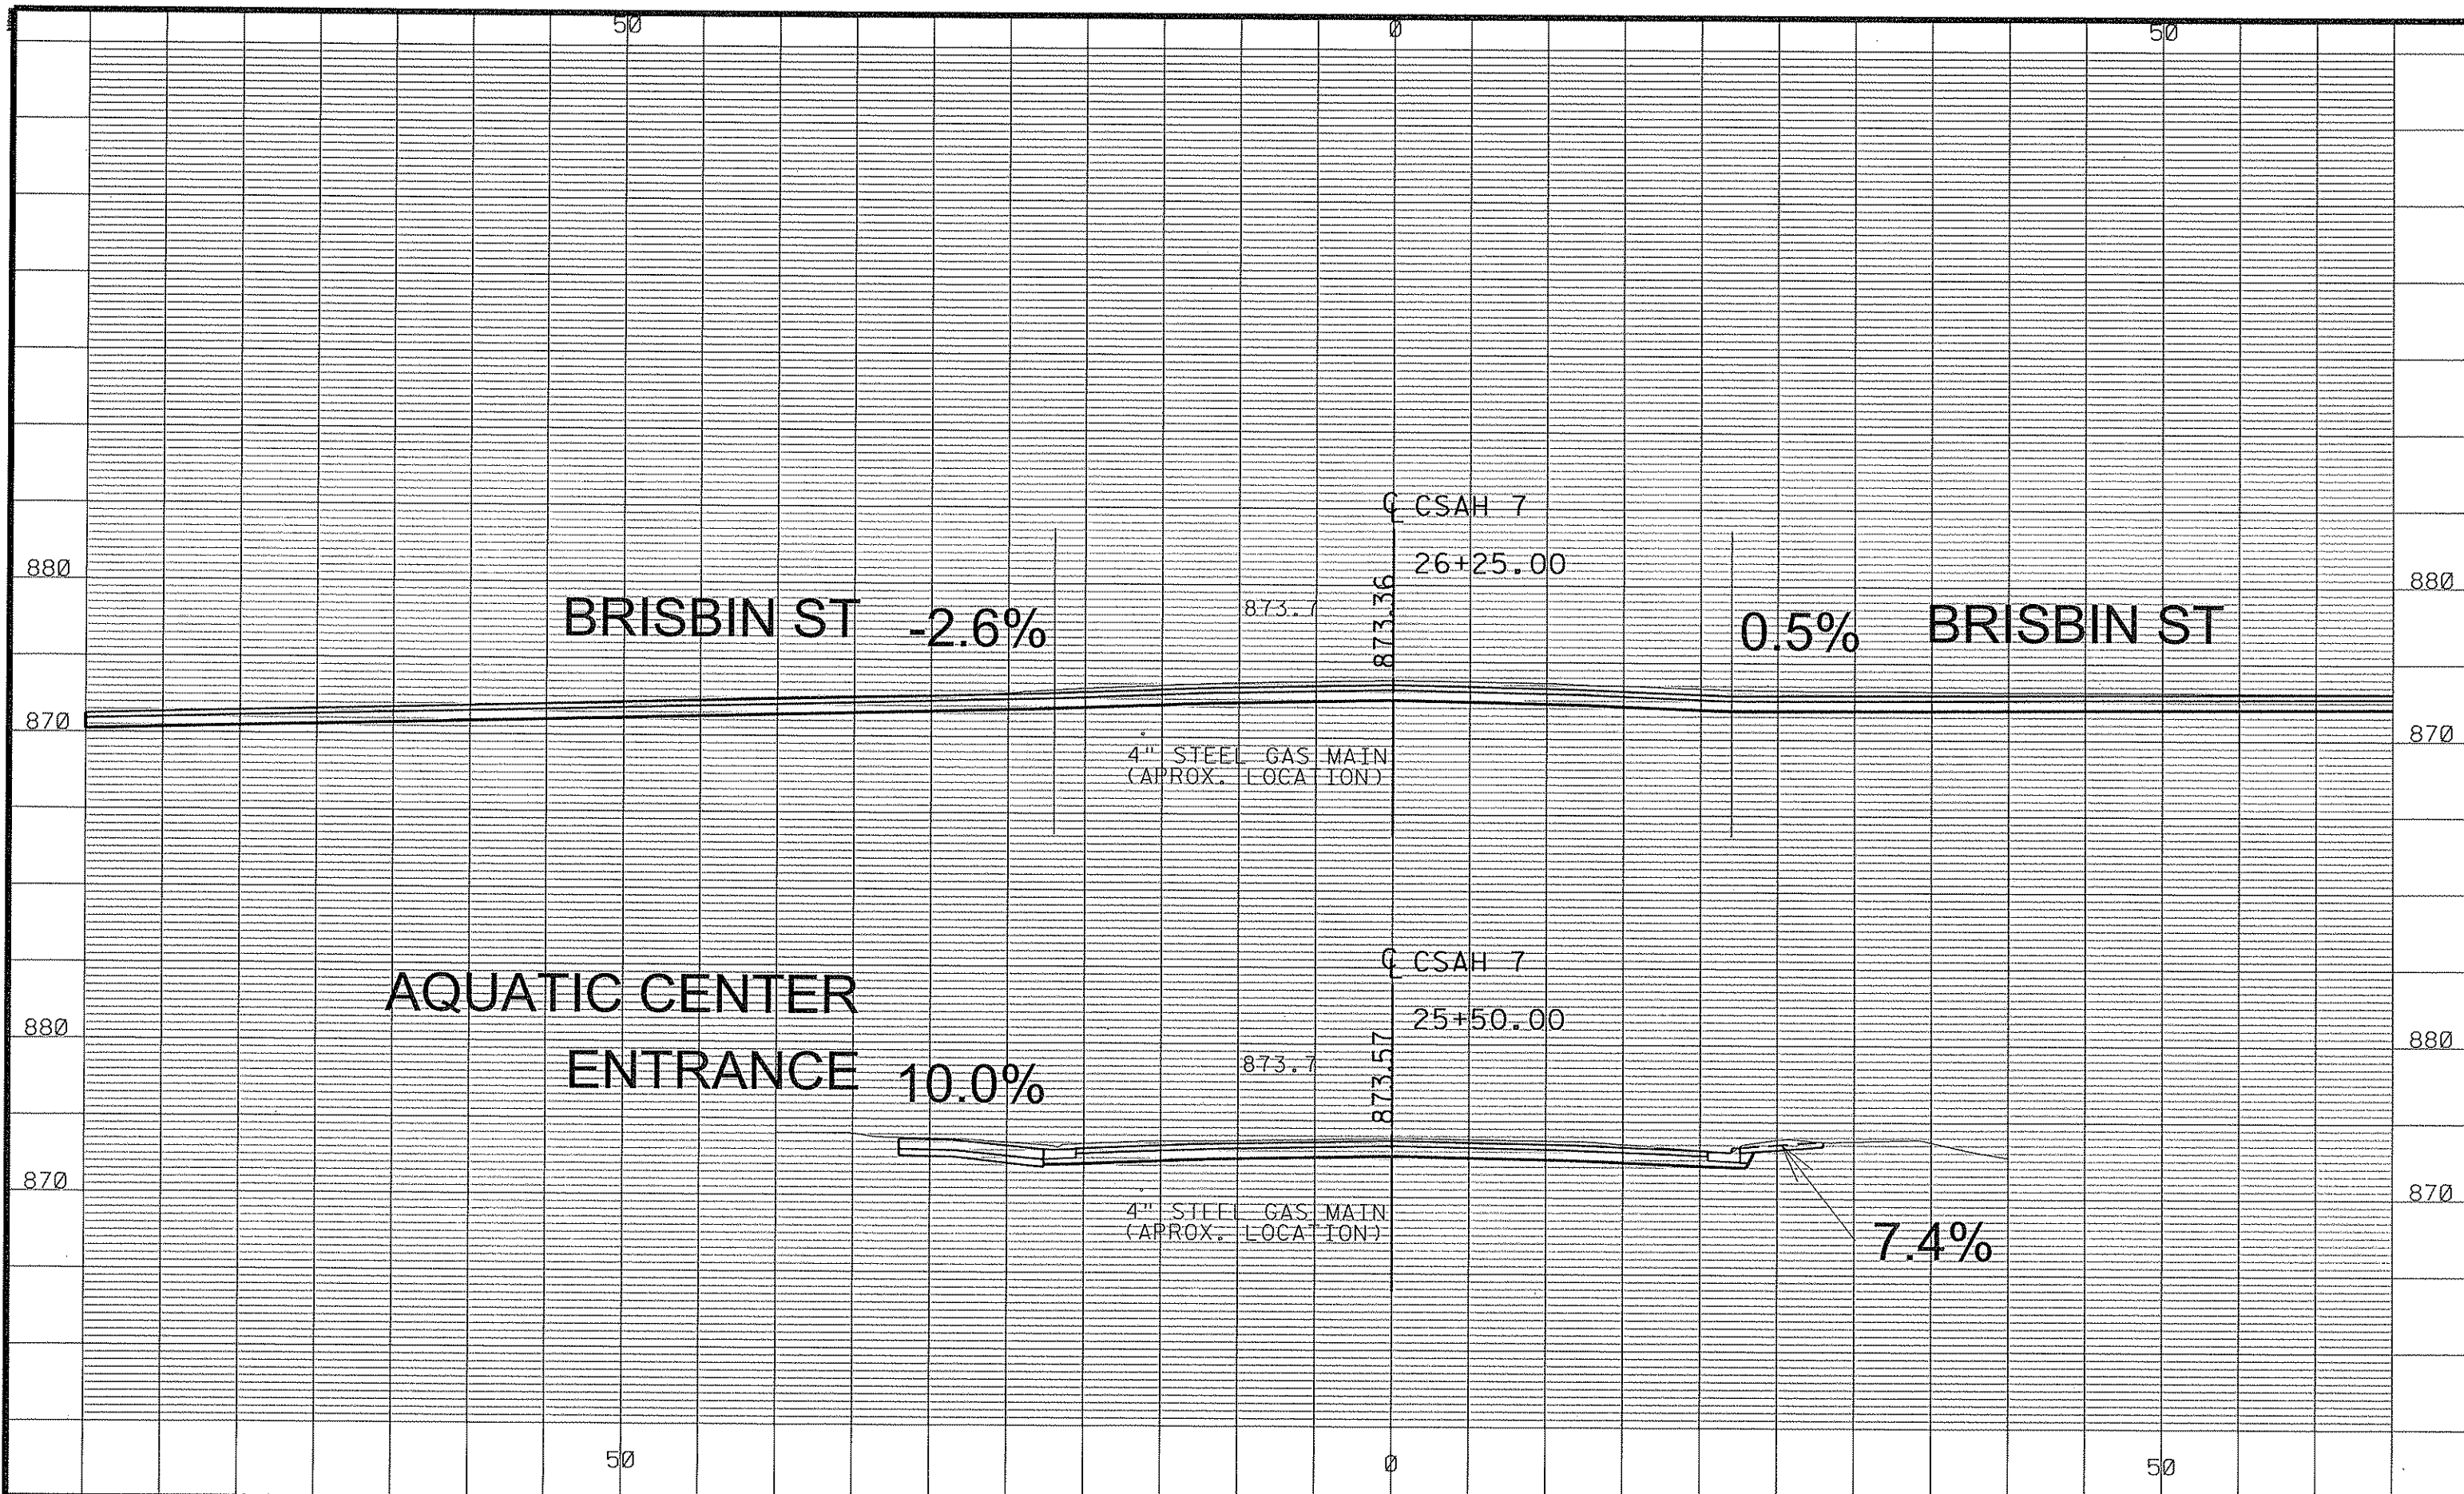 50 0 50
℄ CSAH 7
26+25.00
880 880
873.7 873.36
BRISBIN ST -2.6% 0.5% BRISBIN ST
870 870
4" STEEL GAS MAIN
(APROX. LOCATION)
℄ CSAH 7
AQUATIC CENTER
25+50.00
880 880
ENTRANCE 10.0% 873.7 873.57
870 870
4" STEEL GAS MAIN
(APROX. LOCATION)
7.4%
50 0 50